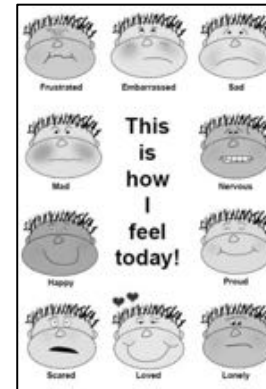 Frustrated Embarrassed Sad
This
is
how
I
feel
today!
Mad Nervous
Happy Proud
Scared Loved Lonely